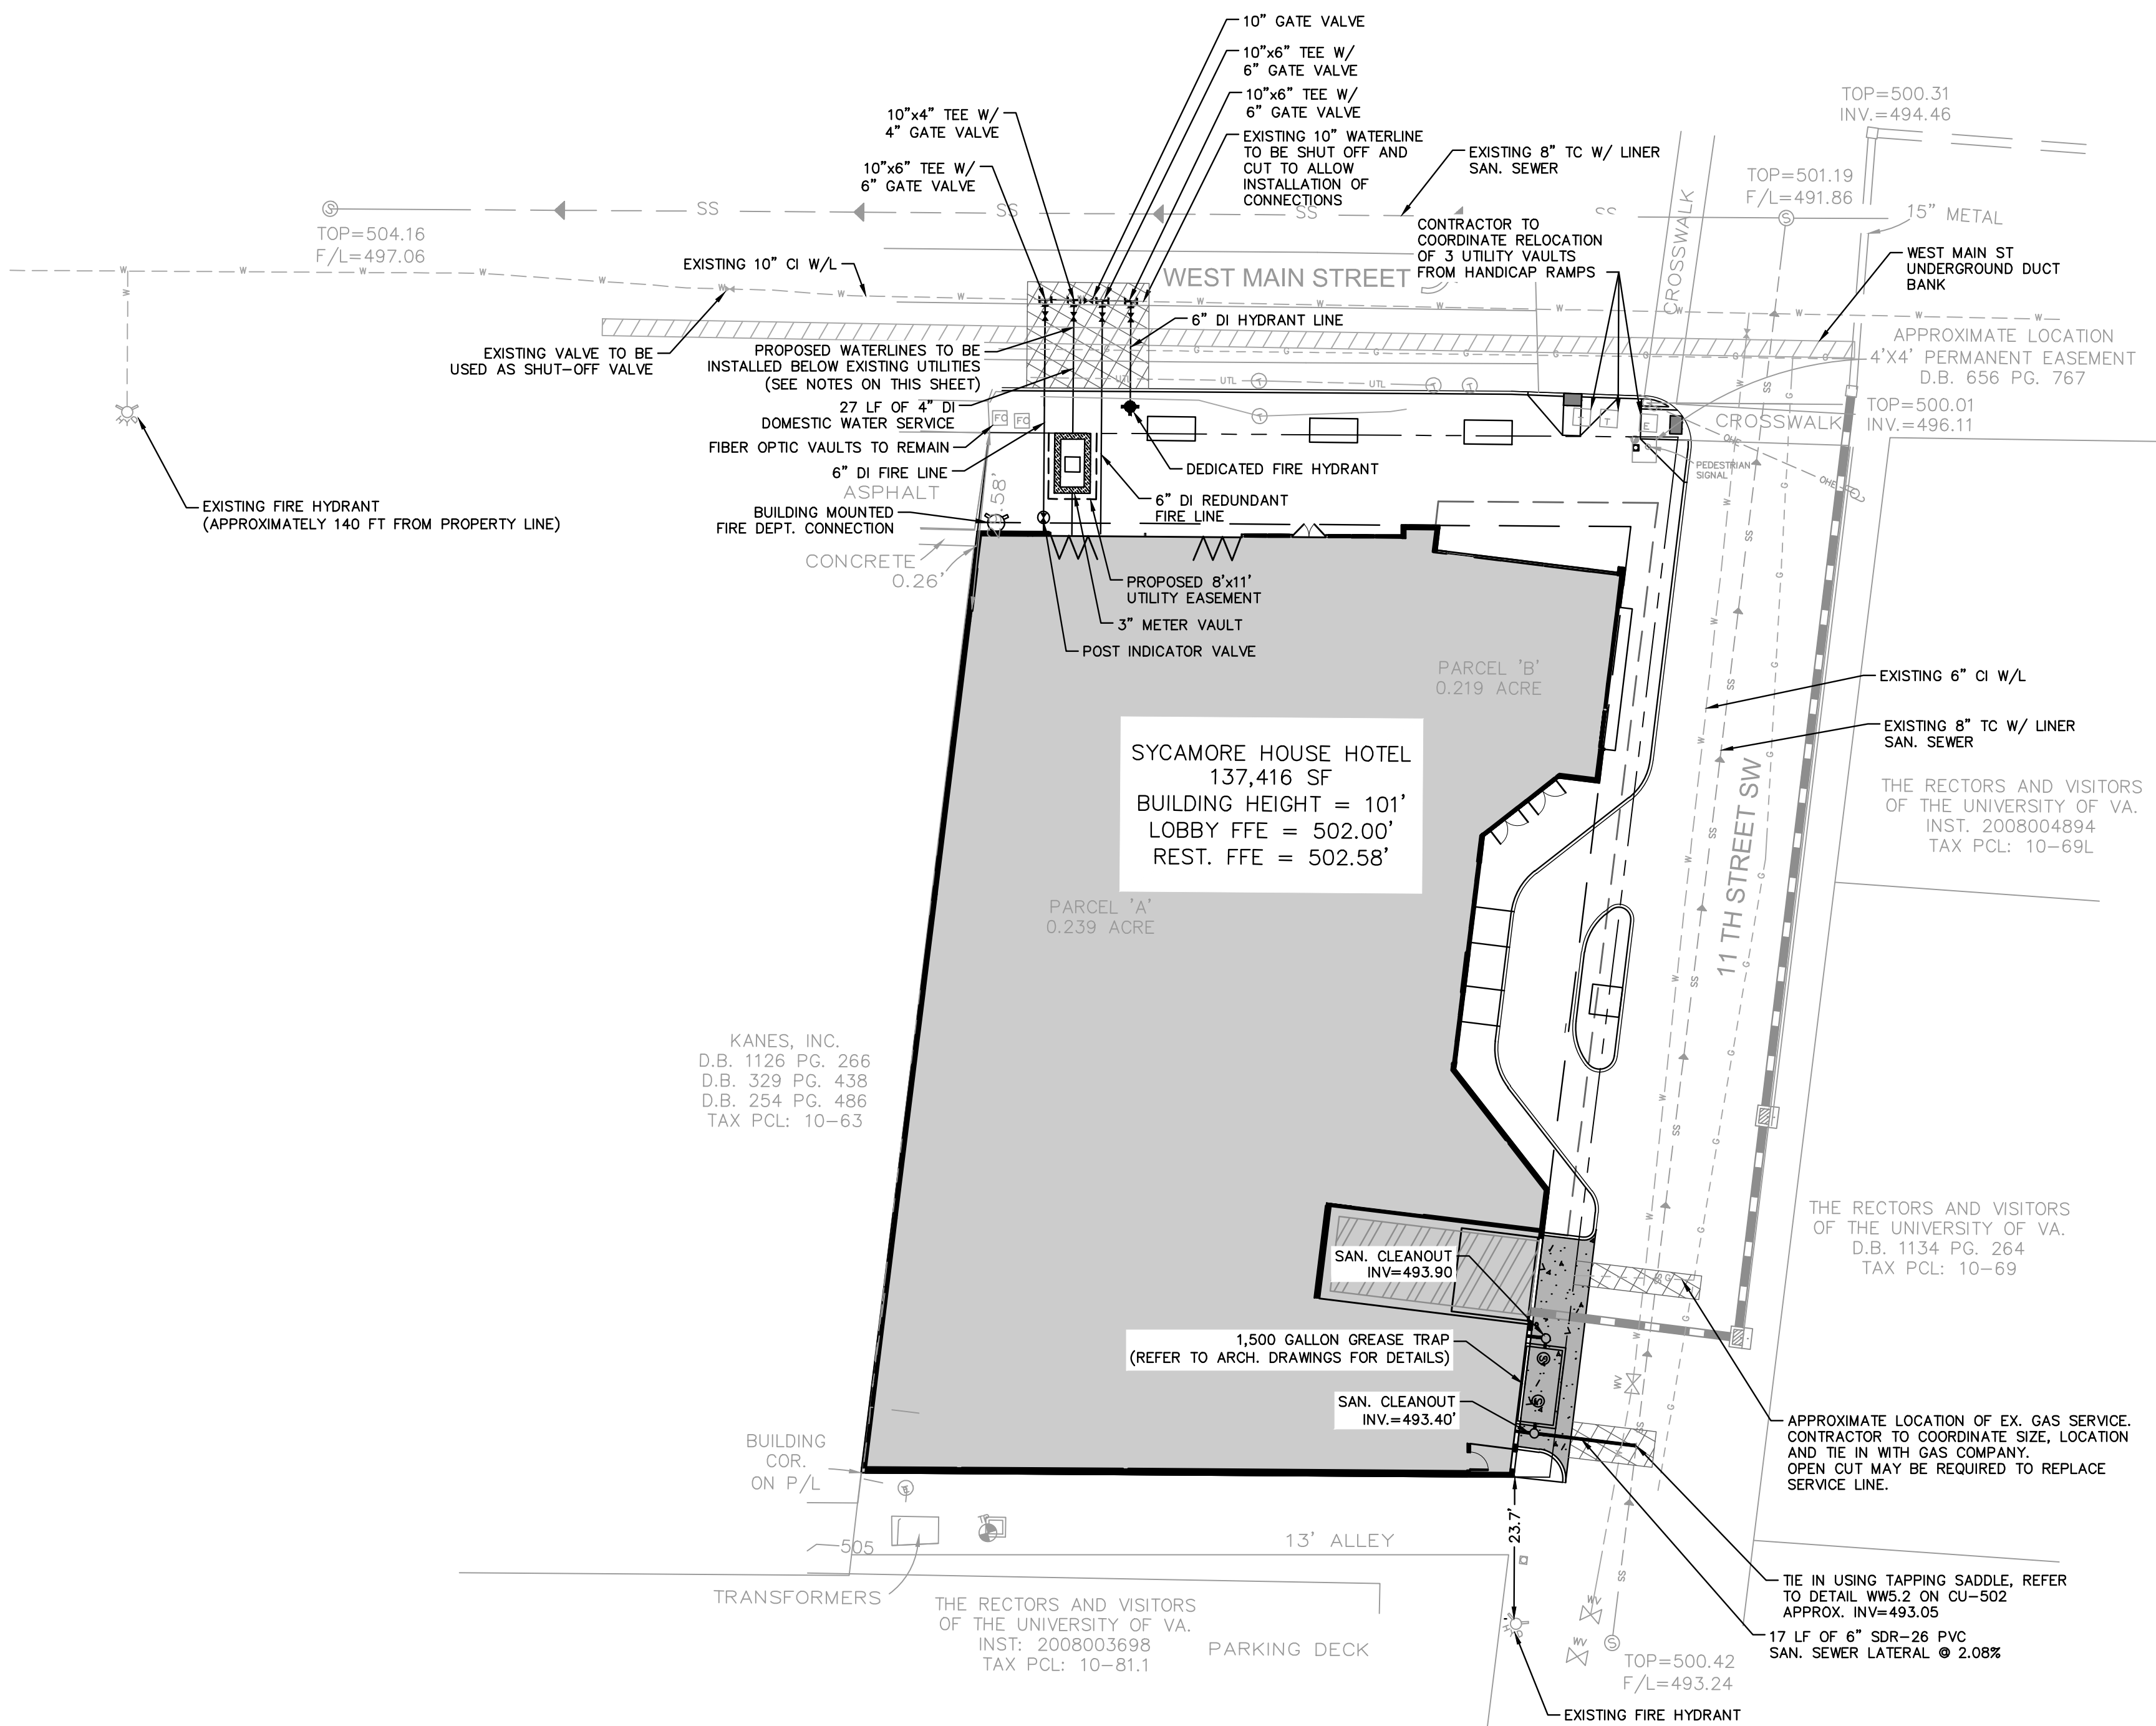 10" GATE VALVE
10"x6" TEE W/
6" GATE VALVE
10"x6" TEE W/
6" GATE VALVE
10"x4" TEE W/
4" GATE VALVE
10"x6" TEE W/
6" GATE VALVE
EXISTING 10" WATERLINE
TO BE SHUT OFF AND
CUT TO ALLOW
INSTALLATION OF
CONNECTIONS
EXISTING 8" TC W/ LINER
SAN. SEWER
TOP=500.31
INV.=494.46
TOP=501.19
F/L=491.86
15" METAL
CROSSWALK
SS
SS
SS
TOP=504.16
F/L=497.06
CONTRACTOR TO
COORDINATE RELOCATION
OF 3 UTILITY VAULTS
FROM HANDICAP RAMPS
WEST MAIN ST
UNDERGROUND DUCT
BANK
EXISTING 10" CI W/L
WEST MAIN STREET
6" DI HYDRANT LINE
APPROXIMATE LOCATION
4'X4' PERMANENT EASEMENT
D.B. 656 PG. 767
EXISTING VALVE TO BE
USED AS SHUT-OFF VALVE
PROPOSED WATERLINES TO BE
INSTALLED BELOW EXISTING UTILITIES
(SEE NOTES ON THIS SHEET)
UTL
UTL
27 LF OF 4" DI
DOMESTIC WATER SERVICE
FIBER OPTIC VAULTS TO REMAIN
6" DI FIRE LINE
FO
FO
T
E
CROSSWALK
TOP=500.01
INV.=496.11
OHE
OHE
PEDESTRIAN
SIGNAL
DEDICATED FIRE HYDRANT
ASPHALT
6" DI REDUNDANT
FIRE LINE
EXISTING FIRE HYDRANT
(APPROXIMATELY 140 FT FROM PROPERTY LINE)
BUILDING MOUNTED
FIRE DEPT. CONNECTION
.58'
CONCRETE
0.26'
PROPOSED 8'x11'
UTILITY EASEMENT
3" METER VAULT
POST INDICATOR VALVE
PARCEL 'B'
0.219 ACRE
EXISTING 6" CI W/L
EXISTING 8" TC W/ LINER
SAN. SEWER
SYCAMORE HOUSE HOTEL
137,416 SF
BUILDING HEIGHT = 101'
LOBBY FFE = 502.00'
REST. FFE = 502.58'
THE RECTORS AND VISITORS
OF THE UNIVERSITY OF VA.
INST. 2008004894
TAX PCL: 10-69L
11 TH STREET SW
PARCEL 'A'
0.239 ACRE
KANES, INC.
D.B. 1126 PG. 266
D.B. 329 PG. 438
D.B. 254 PG. 486
TAX PCL: 10-63
THE RECTORS AND VISITORS
OF THE UNIVERSITY OF VA.
D.B. 1134 PG. 264
TAX PCL: 10-69
SAN. CLEANOUT
INV=493.90
1,500 GALLON GREASE TRAP
(REFER TO ARCH. DRAWINGS FOR DETAILS)
SAN. CLEANOUT
INV.=493.40'
WV
APPROXIMATE LOCATION OF EX. GAS SERVICE.
CONTRACTOR TO COORDINATE SIZE, LOCATION
AND TIE IN WITH GAS COMPANY.
OPEN CUT MAY BE REQUIRED TO REPLACE
SERVICE LINE.
BUILDING
COR.
ON P/L
505
TP
13' ALLEY
23.7'
TRANSFORMERS
THE RECTORS AND VISITORS
OF THE UNIVERSITY OF VA.
INST: 2008003698
TAX PCL: 10-81.1
PARKING DECK
TIE IN USING TAPPING SADDLE, REFER
TO DETAIL WW5.2 ON CU-502
APPROX. INV=493.05
17 LF OF 6" SDR-26 PVC
SAN. SEWER LATERAL @ 2.08%
WV
WV
TOP=500.42
F/L=493.24
EXISTING FIRE HYDRANT